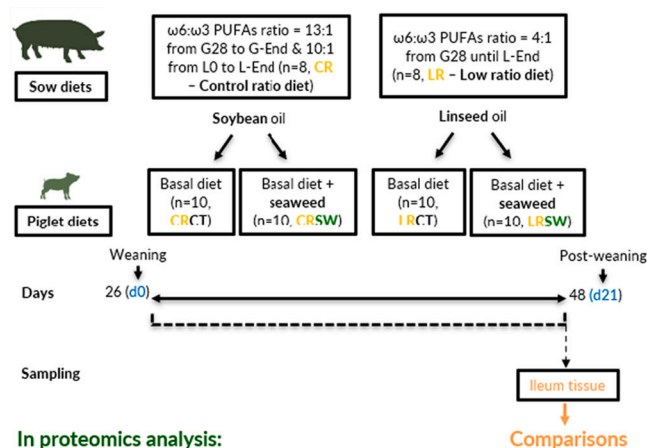 ω6:ω3 PUFAs ratio = 13:1
from G28 to G-End & 10:1
from L0 to L-End (n=8, CR
– Control ratio diet)
ω6:ω3 PUFAs ratio = 4:1
from G28 until L-End
(n=8, LR – Low ratio diet)
Sow diets
Soybean oil
Linseed oil
Basal diet
(n=10,
CRCT)
Basal diet +
seaweed
(n=10, CRSW)
Basal diet
(n=10,
LRCT)
Basal diet +
seaweed
(n=10, LRSW)
Piglet diets
Weaning
Post-weaning
Days
26 (d0)
48 (d21)
Sampling
Ileum tissue
In proteomics analysis:
Comparisons